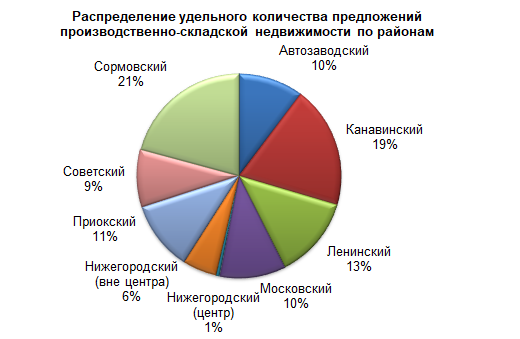 Распределение удельного количества предложений
производственно-складской недвижимости по районам
Автозаводский
10%
Канавинский
19%
Ленинский
13%
Московский
10%
Нижегородский
(центр)
1%
Нижегородский
(вне центра)
6%
Приокский
11%
Советский
9%
Сормовский
21%